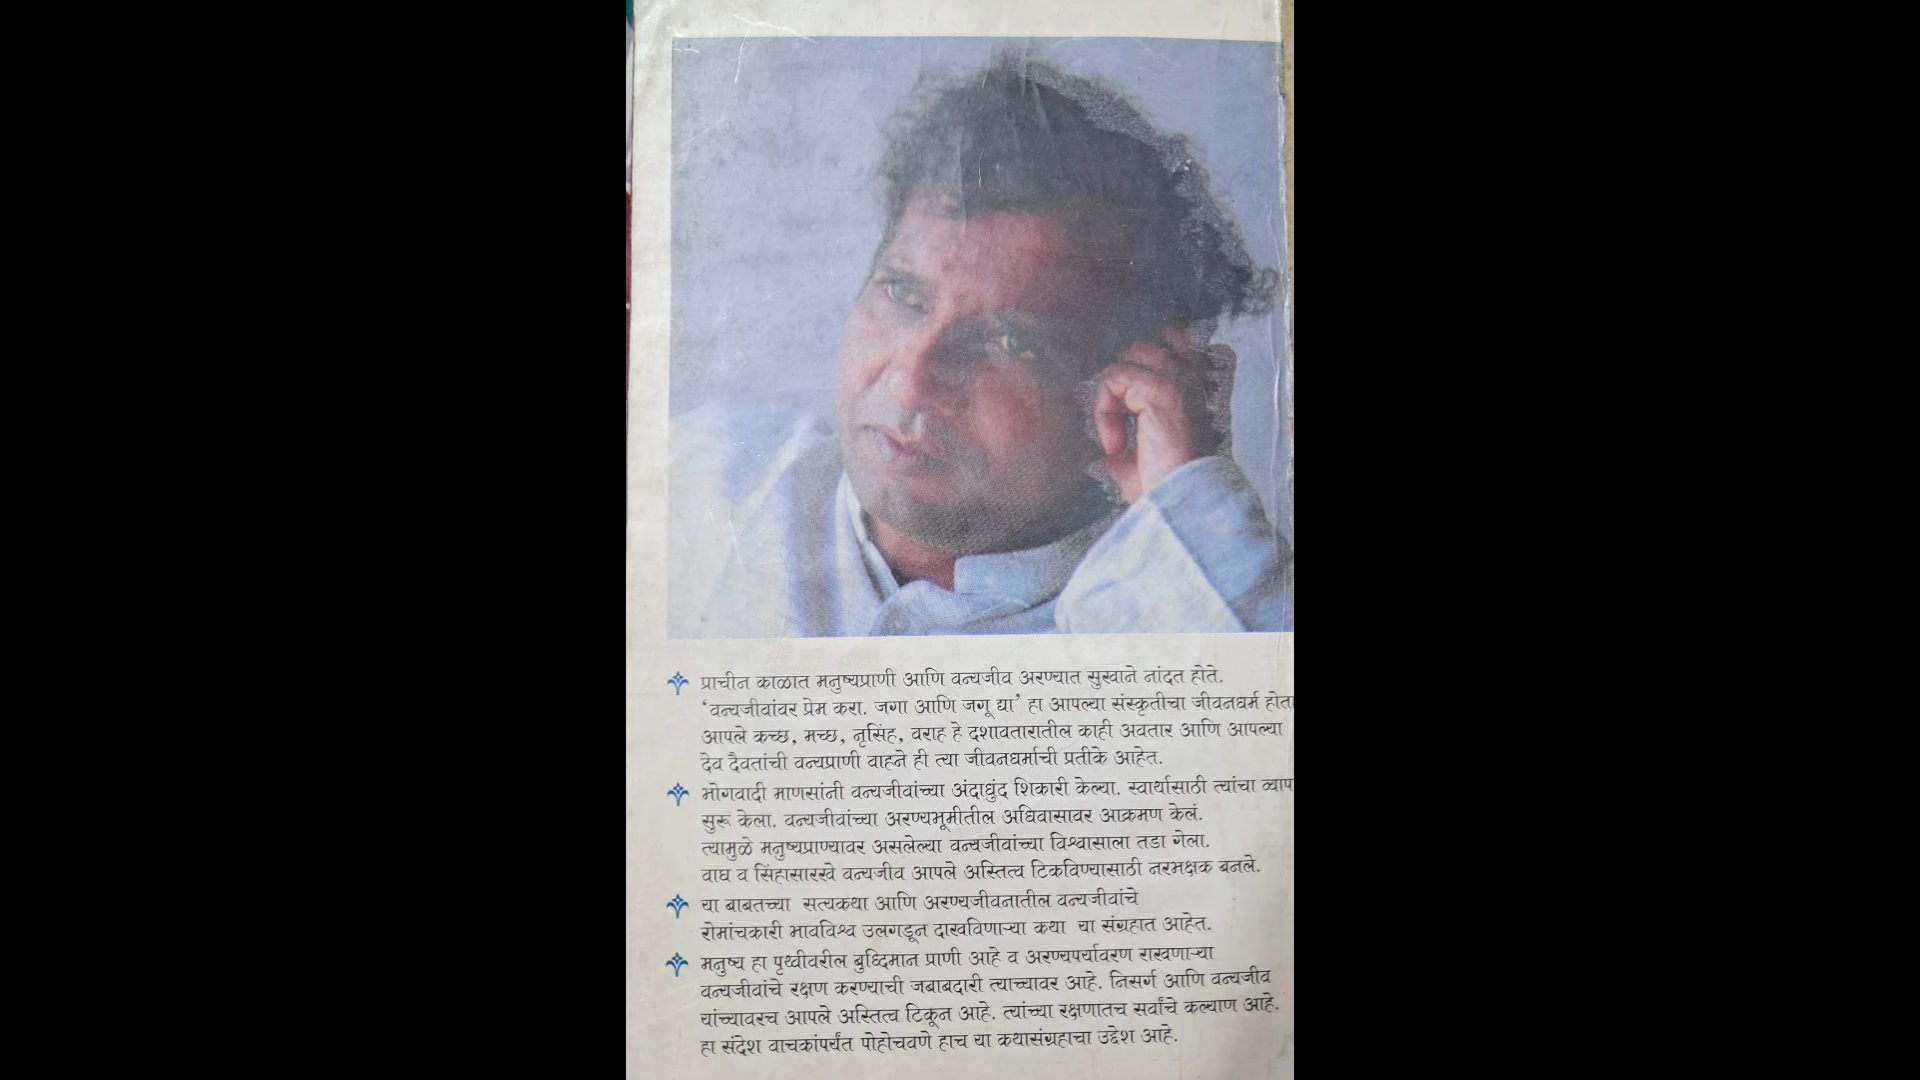 प्राचीन काळात मनुष्यप्राणी आणि वन्यजीव अरण्यात सुखाने नांदत होते.
‘वन्यजीवांवर प्रेम करा. जगा आणि जगू द्या’ हा आपल्या संस्कृतीचा जीवनधर्म होता
आपले कच्छ, मच्छ, नृसिंह, वराह हे दशावतारातील काही अवतार आणि आपल्या
देव दैवतांची वन्यप्राणी वाहने ही त्या जीवनधर्माची प्रतीके आहेत.
भोगवादी माणसांनी वन्यजीवांच्या अंदाधुंद शिकारी केल्या. स्वार्थासाठी त्यांचा
सुरू केला. वन्यजीवांच्या अरण्यभूमीतील अधिवासावर आक्रमण केलं.
त्यामुळे मनुष्यप्राण्यावर असलेल्या वन्यजीवांच्या विश्वासाला तडा गेला.
वाघ व सिंहासारखे वन्यजीव आपले अस्तित्व टिकविण्यासाठी नरभक्षक बनले.
या बाबतच्या सत्यकथा आणि अरण्यजीवनातील वन्यजीवांचे
रोमांचकारी भावविश्व उलगडून दाखविणाऱ्या कथा या संग्रहात आहेत.
मनुष्य हा पृथ्वीवरील बुध्दिमान प्राणी आहे व अरण्यपर्यावरण राखणाऱ्या
वन्यजीवांचे रक्षण करण्याची जबाबदारी त्याच्यावर आहे. निसर्ग आणि वन्यजीव
यांच्यावरच आपले अस्तित्व टिकून आहे. त्यांच्या रक्षणातच सर्वांचे कल्याण आहे.
हा संदेश वाचकांपर्यंत पोहोचवणे हाच या कथासंग्रहाचा उद्देश आहे.